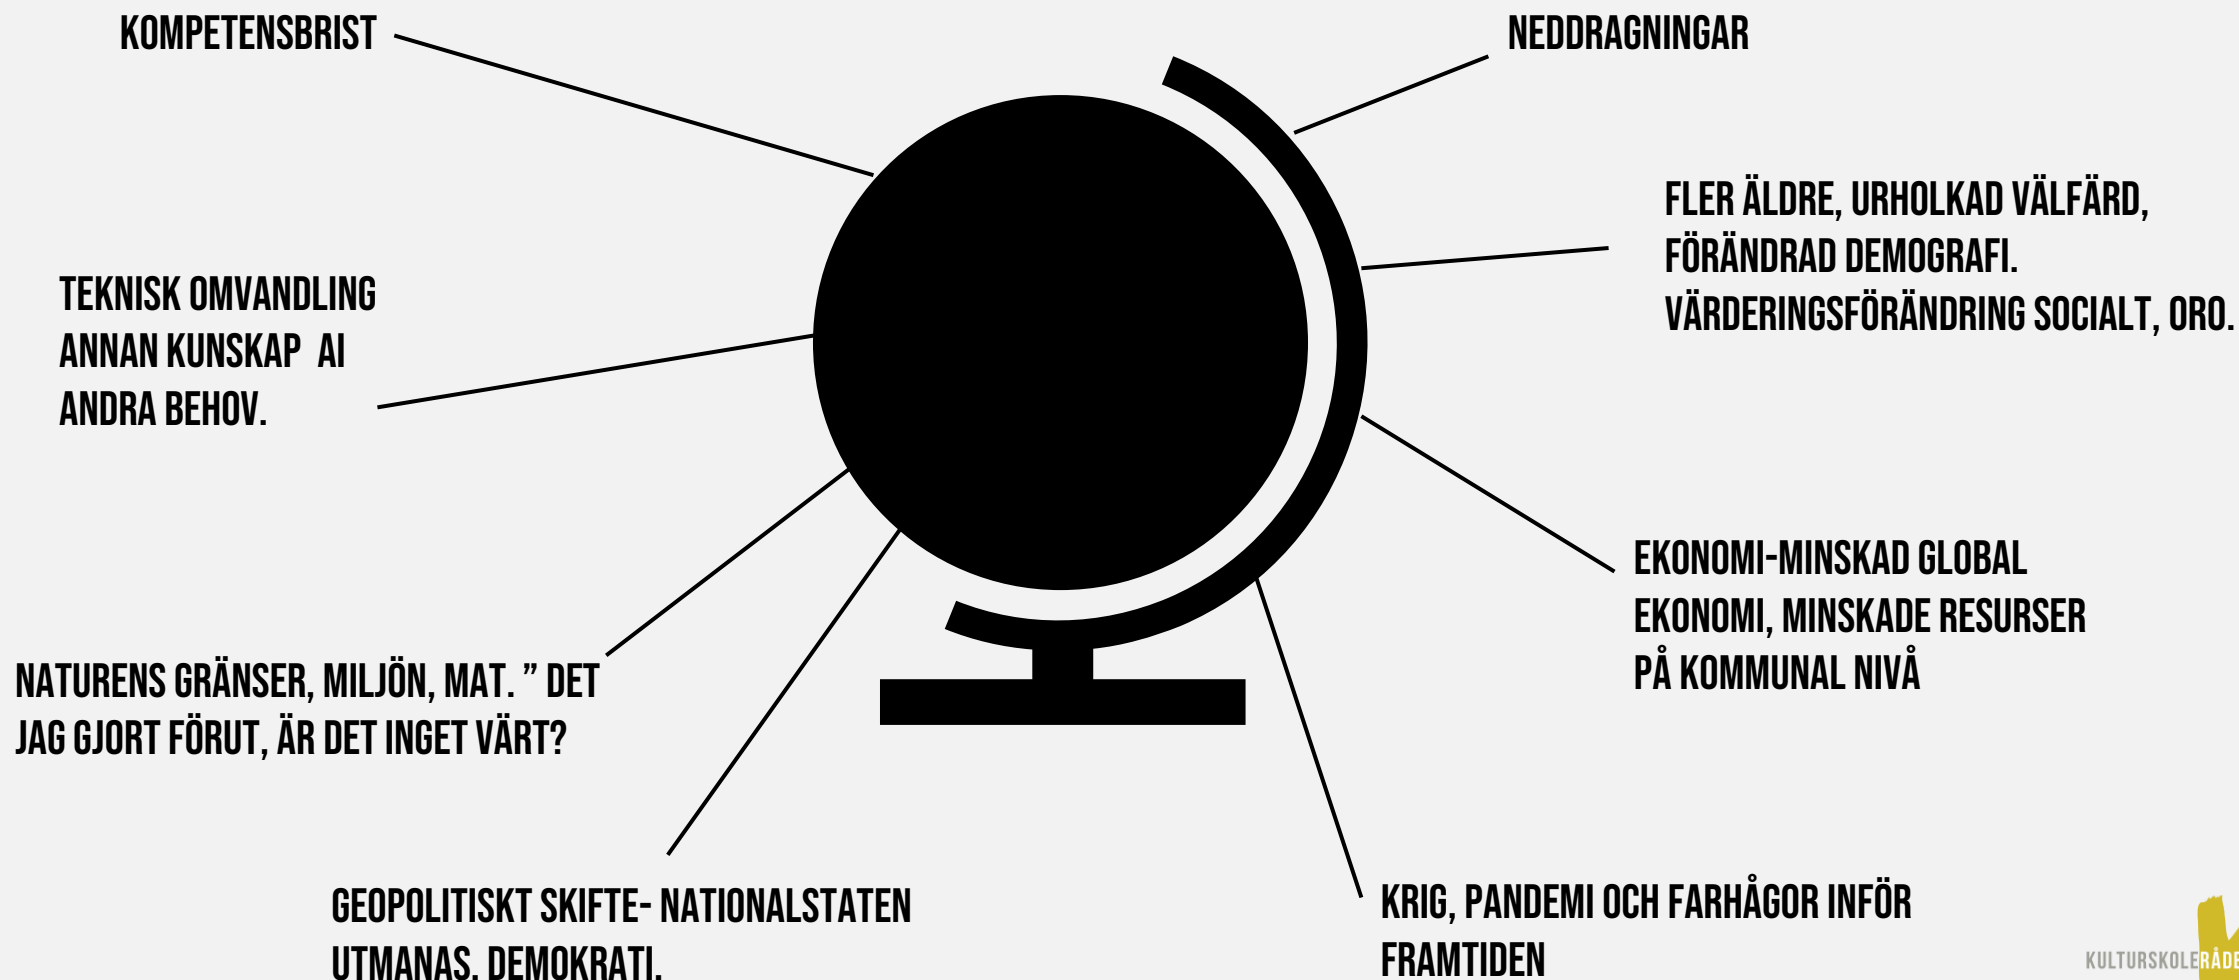 KOMPETENSBRIST
NEDDRAGNINGAR
FLER ÄLDRE, URHOLKAD VÄLFÄRD,
FÖRÄNDRAD DEMOGRAFI.
VÄRDERINGSFÖRÄNDRING SOCIALT, ORO.
TEKNISK OMVANDLING
ANNAN KUNSKAP  AI
ANDRA BEHOV.
EKONOMI-MINSKAD GLOBAL
EKONOMI, MINSKADE RESURSER
PÅ KOMMUNAL NIVÅ
NATURENS GRÄNSER, MILJÖN, MAT. ” DET
JAG GJORT FÖRUT, ÄR DET INGET VÄRT?
GEOPOLITISKT SKIFTE- NATIONALSTATEN
UTMANAS. DEMOKRATI.
KRIG, PANDEMI OCH FARHÅGOR INFÖR
FRAMTIDEN